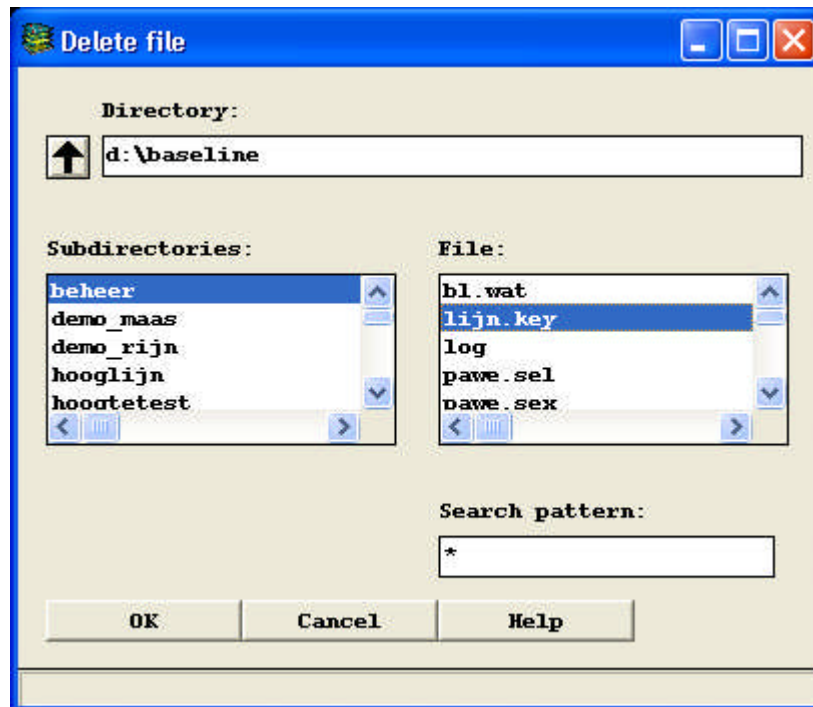 Delete file
Directory:
d:\baseline
Subdirectories:
beheer
demo_maas
demo_rijn
hooglijn
hoogtetest
File:
bl.wat
lijn.key
log
pawe.sel
pawe.sex
Search pattern:
*
OK Cancel Help